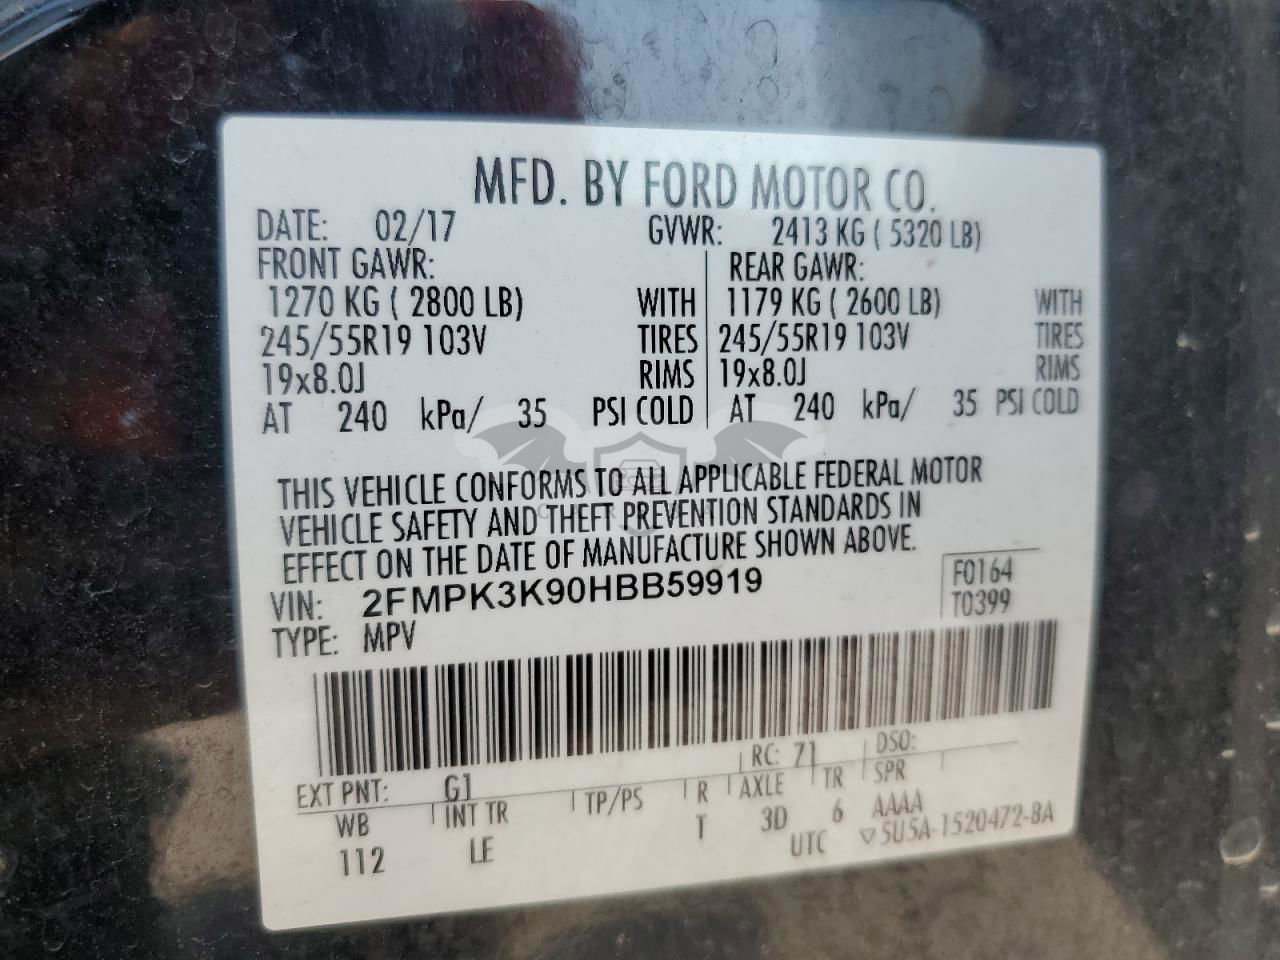 MFD. BY FORD MOTOR CO.
DATE: 02/17 GVWR: 2413 KG ( 5320 LB)
FRONT GAWR: REAR GAWR:
1270 KG ( 2800 LB) WITH 1179 KG ( 2600 LB) WITH
245/55R19 103V TIRES 245/55R19 103V TIRES
19x8.0J RIMS 19x8.0J RIMS
AT 240 kPa/ 35 PSI COLD AT 240 kPa/ 35 PSI COLD
THIS VEHICLE CONFORMS TO ALL APPLICABLE FEDERAL MOTOR
VEHICLE SAFETY AND THEFT PREVENTION STANDARDS IN
EFFECT ON THE DATE OF MANUFACTURE SHOWN ABOVE.
VIN: 2FMPK3K90HBB59919 F0164
TYPE: MPV T0399
EXT PNT: G1 RC: 71 DSO:
WB INT TR TP/PS R AXLE TR SPR
112 LE T 3D 6 AAAA
UTC ▽5U5A-1520472-BA